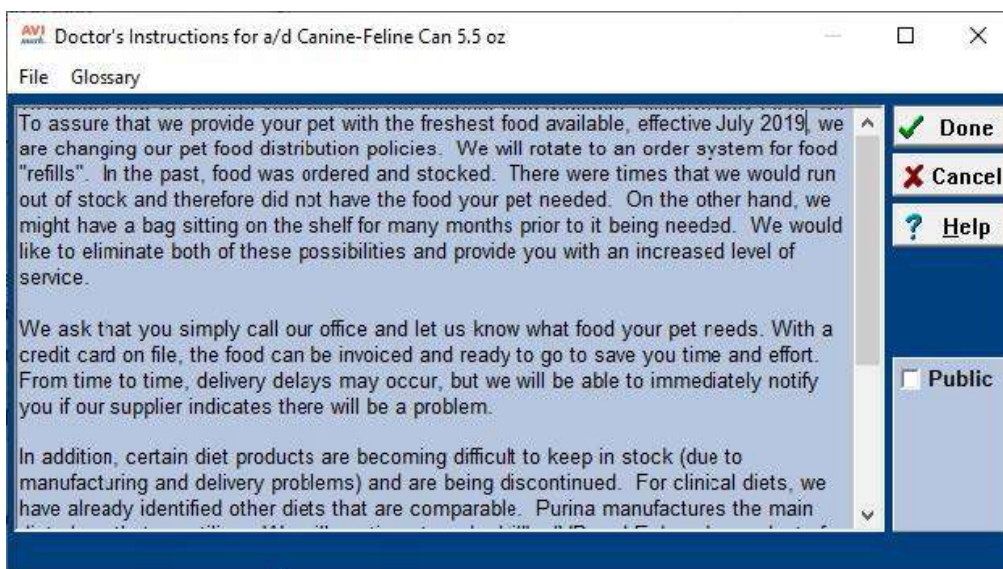 AVI mark Doctor's Instructions for a/d Canine-Feline Can 5.5 oz
File Glossary
To assure that we provide your pet with the freshest food available, effective July 2019, we
are changing our pet food distribution policies. We will rotate to an order system for food
"refills". In the past, food was ordered and stocked. There were times that we would run
out of stock and therefore did not have the food your pet needed. On the other hand, we
might have a bag sitting on the shelf for many months prior to it being needed. We would
like to eliminate both of these possibilities and provide you with an increased level of
service.
We ask that you simply call our office and let us know what food your pet needs. With a
credit card on file, the food can be invoiced and ready to go to save you time and effort.
From time to time, delivery delays may occur, but we will be able to immediately notify
you if our supplier indicates there will be a problem.
In addition, certain diet products are becoming difficult to keep in stock (due to
manufacturing and delivery problems) and are being discontinued. For clinical diets, we
have already identified other diets that are comparable. Purina manufactures the main
Done
Cancel
? Help
Public